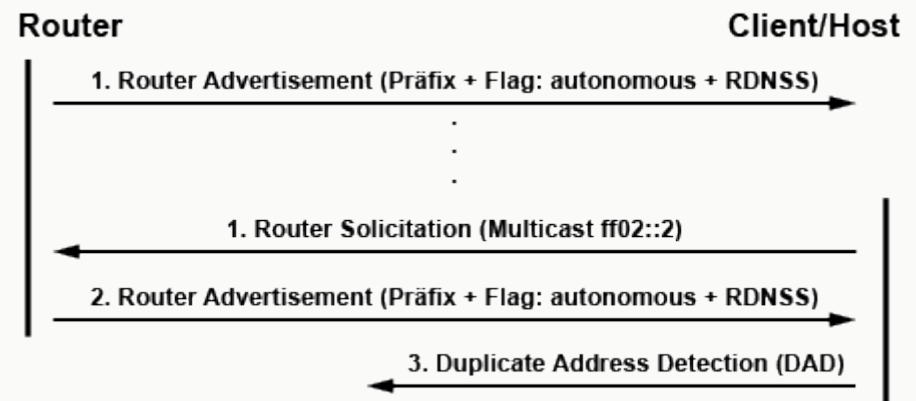 Router
Client/Host
1. Router Advertisement (Präfix + Flag: autonomous + RDNSS)
1. Router Solicitation (Multicast ff02::2)
2. Router Advertisement (Präfix + Flag: autonomous + RDNSS)
3. Duplicate Address Detection (DAD)